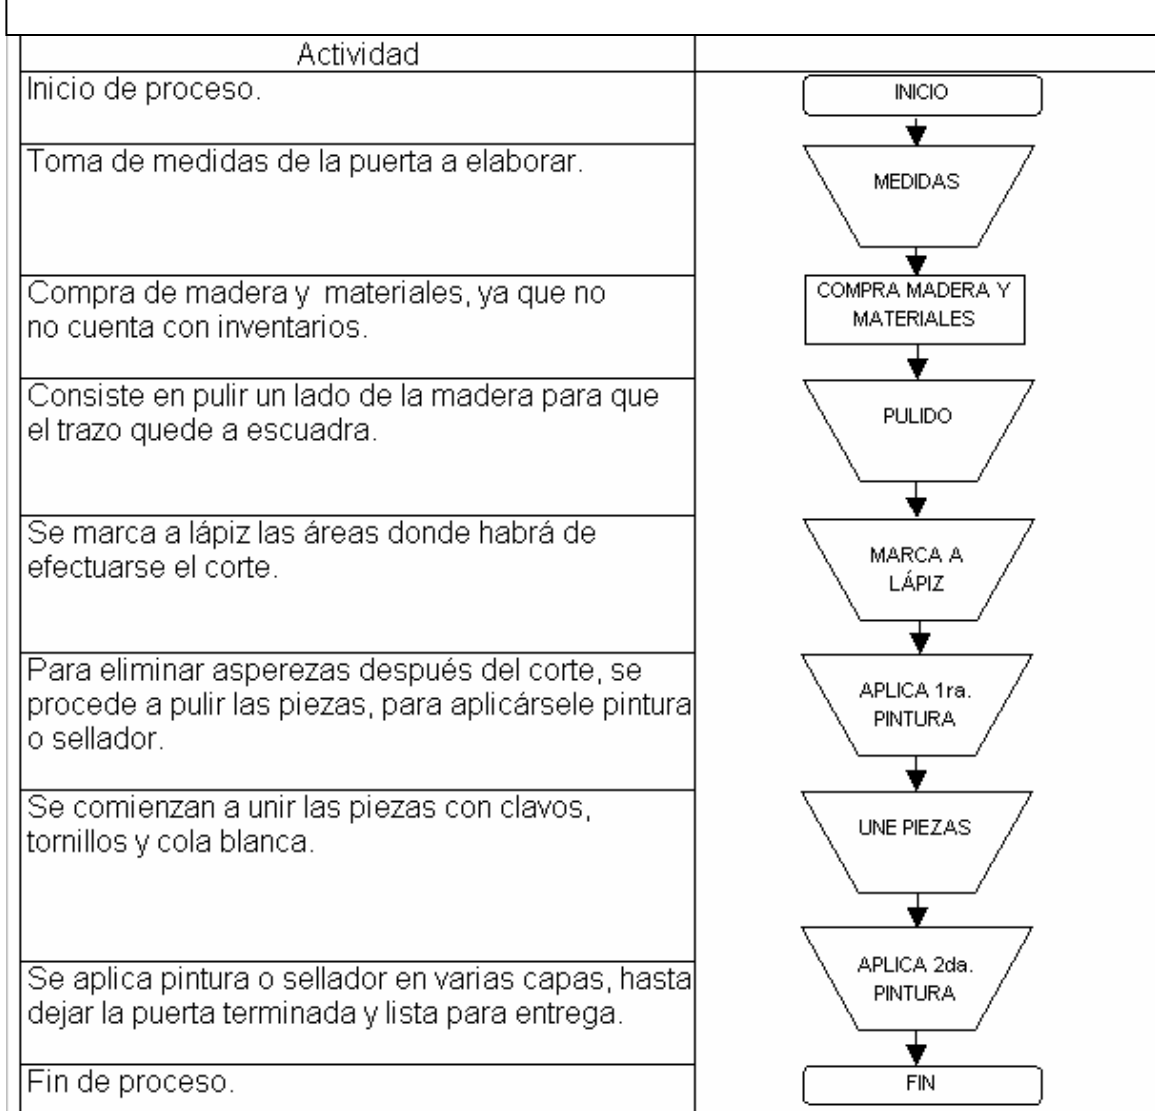 Actividad
Inicio de proceso.
INICIO
Toma de medidas de la puerta a elaborar.
MEDIDAS
Compra de madera y materiales, ya que no
no cuenta con inventarios.
COMPRA MADERA Y
MATERIALES
Consiste en pulir un lado de la madera para que
el trazo quede a escuadra.
PULIDO
Se marca a lápiz las áreas donde habrá de
efectuarse el corte.
MARCA A
LÁPIZ
Para eliminar asperezas después del corte, se
procede a pulir las piezas, para aplicársele pintura
o sellador.
APLICA 1ra.
PINTURA
Se comienzan a unir las piezas con clavos,
tornillos y cola blanca.
UNE PIEZAS
Se aplica pintura o sellador en varias capas, hasta
dejar la puerta terminada y lista para entrega.
APLICA 2da.
PINTURA
Fin de proceso.
FIN